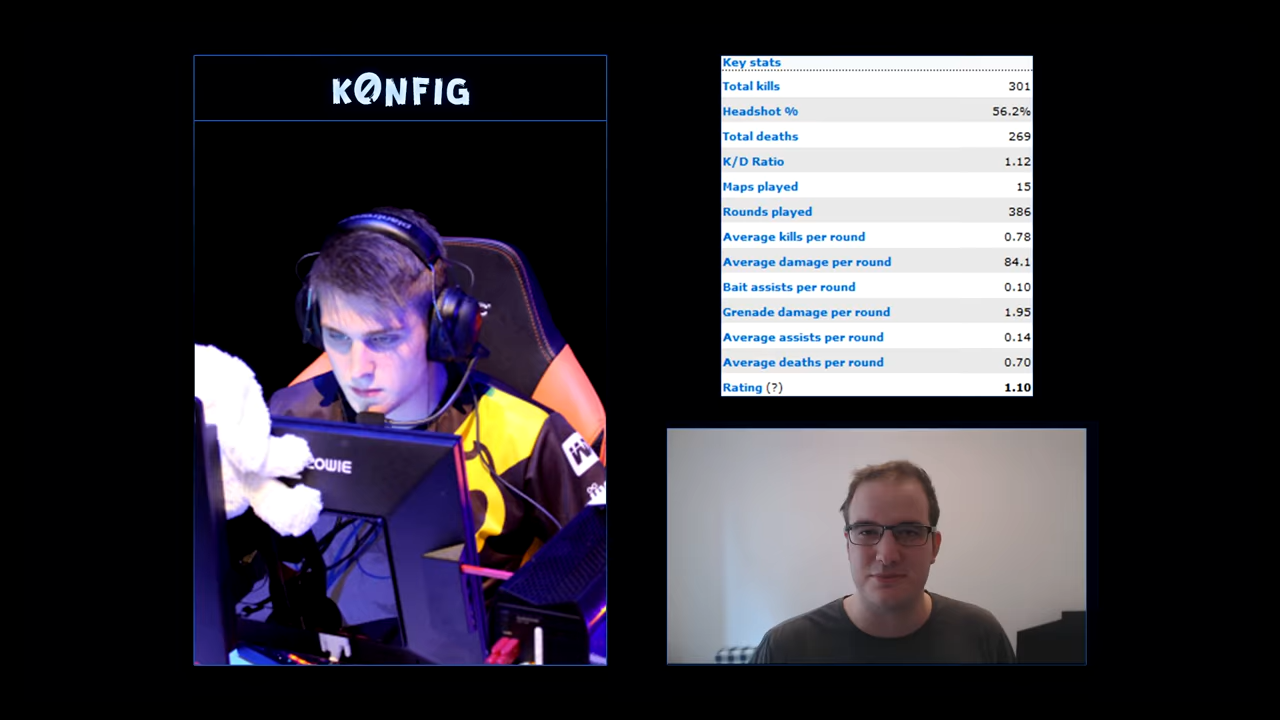 KØNFIG
plantronics
ZOWIE
Key stats
Total kills 301
Headshot % 56.2%
Total deaths 269
K/D Ratio 1.12
Maps played 15
Rounds played 386
Average kills per round 0.78
Average damage per round 84.1
Bait assists per round 0.10
Grenade damage per round 1.95
Average assists per round 0.14
Average deaths per round 0.70
Rating (?) 1.10